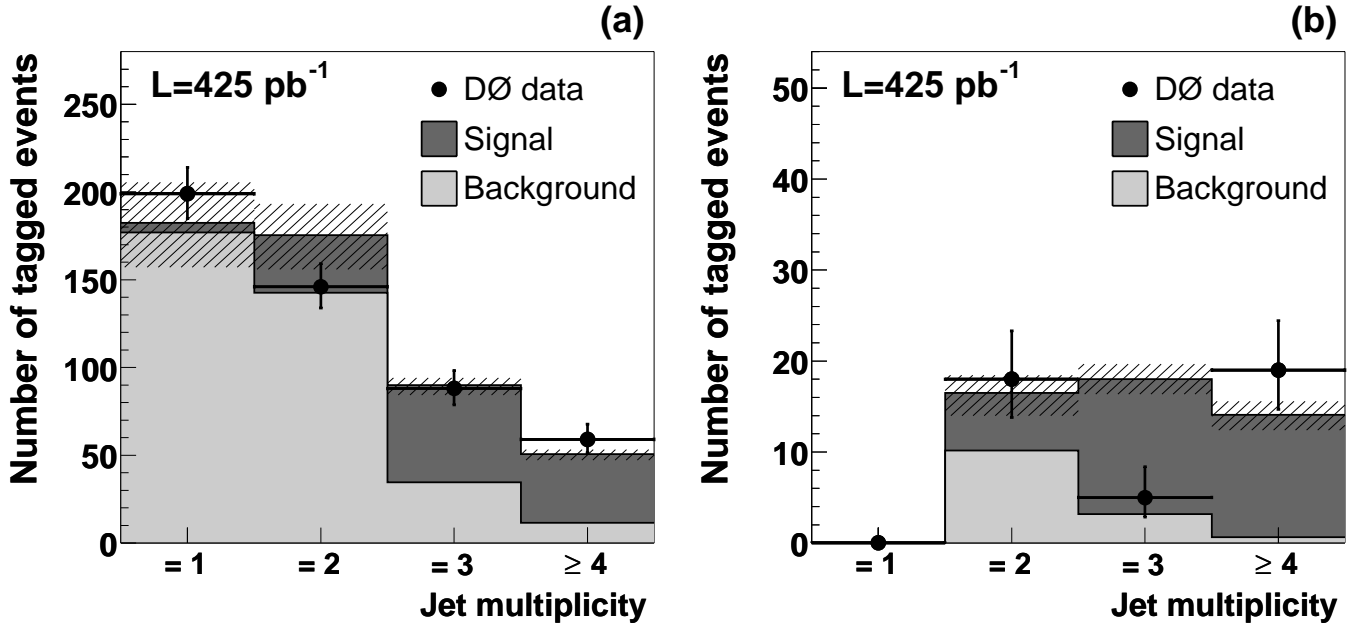 (a)
L=425 pb-1
DØ data
Signal
Background
Number of tagged events
250
200
150
100
50
0
= 1 = 2 = 3 ≥ 4
Jet multiplicity
(b)
L=425 pb-1
DØ data
Signal
Background
Number of tagged events
50
40
30
20
10
0
= 1 = 2 = 3 ≥ 4
Jet multiplicity